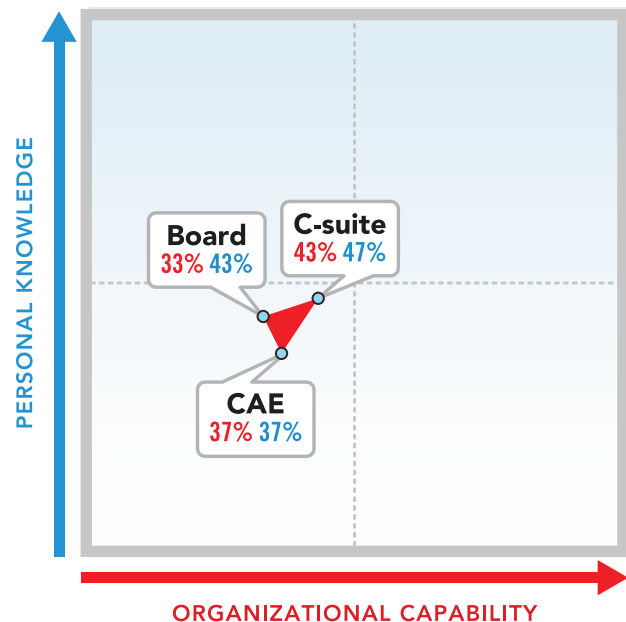 PERSONAL KNOWLEDGE
Board
33% 43%
C-suite
43% 47%
CAE
37% 37%
ORGANIZATIONAL CAPABILITY